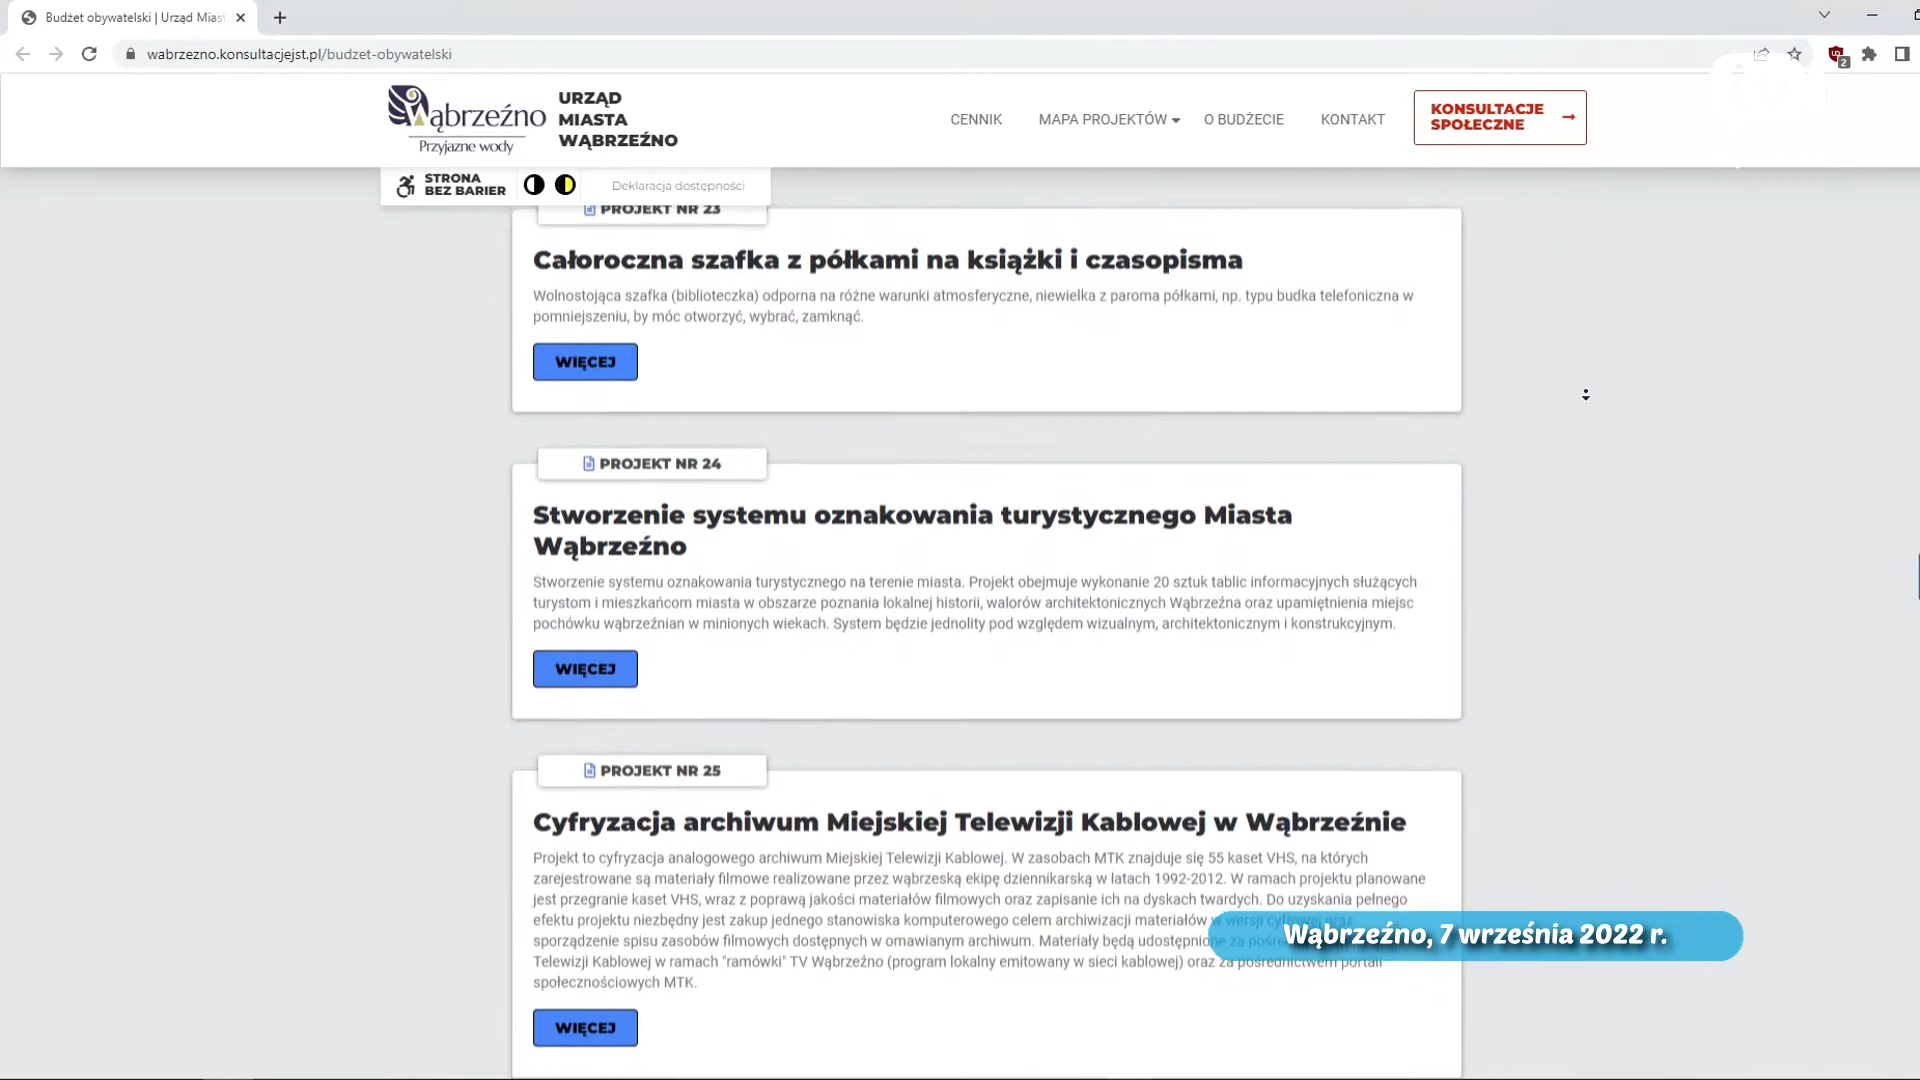 Budżet obywatelski | Urząd Mias
wabrzezno.konsultacjejst.pl/budzet-obywatelski
2
Wąbrzeźno
Przyjazne wody
URZĄD
MIASTA
WĄBRZEŹNO
CENNIK
MAPA PROJEKTÓW
O BUDŻECIE
KONTAKT
KONSULTACJE
SPOŁECZNE
STRONA
BEZ BARIER
Deklaracja dostępności
PROJEKT NR 23
Całoroczna szafka z półkami na książki i czasopisma
Wolnostojąca szafka (biblioteczka) odporna na różne warunki atmosferyczne, niewielka z paroma półkami, np. typu budka telefoniczna w
pomniejszeniu, by móc otworzyć, wybrać, zamknąć.
WIĘCEJ
PROJEKT NR 24
Stworzenie systemu oznakowania turystycznego Miasta
Wąbrzeźno
Stworzenie systemu oznakowania turystycznego na terenie miasta. Projekt obejmuje wykonanie 20 sztuk tablic informacyjnych służących
turystom i mieszkańcom miasta w obszarze poznania lokalnej historii, walorów architektonicznych Wąbrzeźna oraz upamiętnienia miejsc
pochówku wąbrzeźnian w minionych wiekach. System będzie jednolity pod względem wizualnym, architektonicznym i konstrukcyjnym.
WIĘCEJ
PROJEKT NR 25
Cyfryzacja archiwum Miejskiej Telewizji Kablowej w Wąbrzeźnie
Projekt to cyfryzacja analogowego archiwum Miejskiej Telewizji Kablowej. W zasobach MTK znajduje się 55 kaset VHS, na których
zarejestrowane są materiały filmowe realizowane przez wąbrzeską ekipę dziennikarską w latach 1992-2012. W ramach projektu planowane
jest przegranie kaset VHS, wraz z poprawą jakości materiałów filmowych oraz zapisanie ich na dyskach twardych. Do uzyskania pełnego
efektu projektu niezbędny jest zakup jednego stanowiska komputerowego celem archiwizacji materiałów w wersji cyfrowej oraz
sporządzenie spisu zasobów filmowych dostępnych w omawianym archiwum. Materiały będą udostępnione za
Telewizji Kablowej w ramach "ramówki" TV Wąbrzeźno (program lokalny emitowany w sieci kablowej) oraz za pośrednictwem portali
społecznościowych MTK.
WIĘCEJ
Wąbrzeźno, 7 września 2022 r.